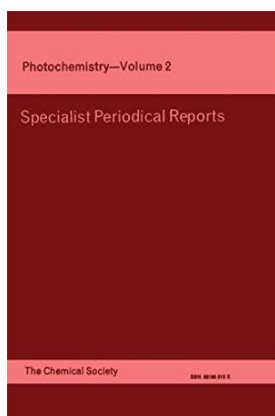 Photochemistry—Volume 2
Specialist Periodical Reports
The Chemical Society